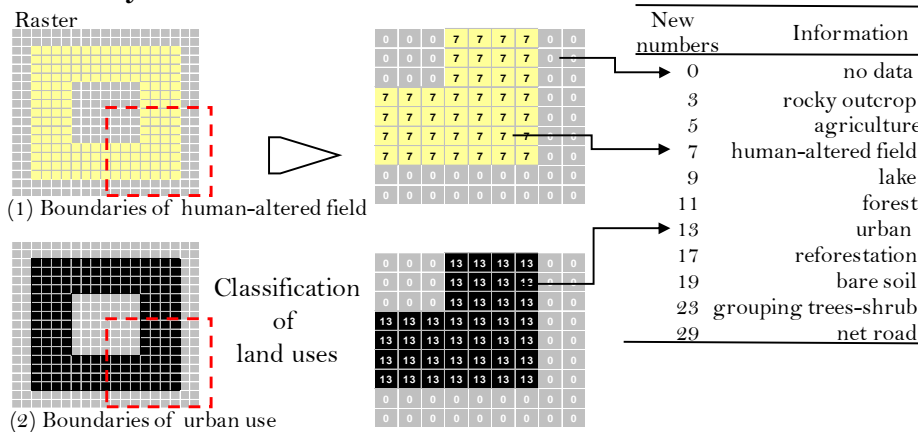 Raster
0 0 0 7 7 7 7 0 0
0 0 0 7 7 7 7 0 0
0 0 0 7 7 7 7 0 0
7 7 7 7 7 7 7 0 0
7 7 7 7 7 7 7 0 0
7 7 7 7 7 7 7 0 0
7 7 7 7 7 7 7 0 0
0 0 0 0 0 0 0 0 0
0 0 0 0 0 0 0 0 0
(1) Boundaries of human-altered field
Classification
of
land uses
0 0 0 13 13 13 13 0 0
0 0 0 13 13 13 13 0 0
0 0 0 13 13 13 13 0 0
13 13 13 13 13 13 13 0 0
13 13 13 13 13 13 13 0 0
13 13 13 13 13 13 13 0 0
13 13 13 13 13 13 13 0 0
0 0 0 0 0 0 0 0 0
0 0 0 0 0 0 0 0 0
(2) Boundaries of urban use
New
numbers Information
0 no data
3 rocky outcrop
5 agriculture
7 human-altered field
9 lake
11 forest
13 urban
17 reforestation
19 bare soil
23 grouping trees-shrub
29 net road